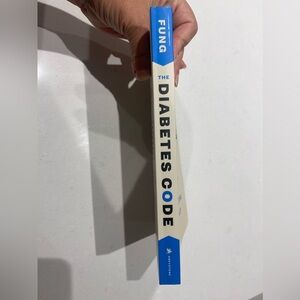 FUNG
THE
DIABETES CODE